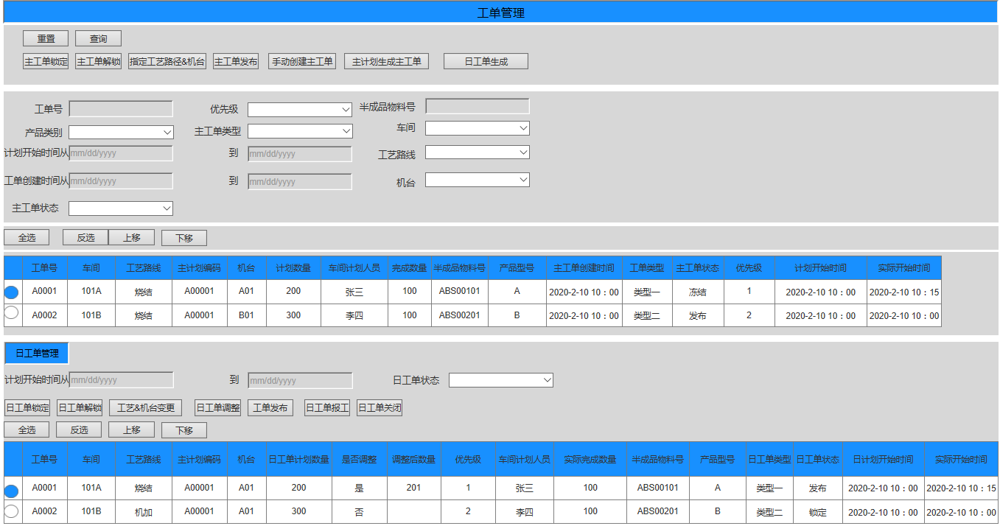 工单管理
重置 查询
主工单锁定 主工单解锁 指定工艺路径&机台 主工单发布 手动创建主工单 主计划生成主工单 日工单生成
工单号 优先级 半成品物料号
产品类别 主工单类型 车间
计划开始时间从 mm/dd/yyyy 到 mm/dd/yyyy 工艺路线
工单创建时间从 mm/dd/yyyy 到 mm/dd/yyyy 机台
主工单状态
全选 反选 上移 下移
工单号 车间 工艺路线 主计划编码 机台 计划数量 车间计划人员 完成数量 半成品物料号 产品型号 主工单创建时间 工单类型 主工单状态 优先级 计划开始时间 实际开始时间
A0001 101A 烧结 A00001 A01 200 张三 100 ABS00101 A 2020-2-10 10：00 类型一 冻结 1 2020-2-10 10：00 2020-2-10 10：15
A0002 101B 烧结 A00001 B01 300 李四 100 ABS00201 B 2020-2-10 10：00 类型二 发布 2 2020-2-10 10：00 2020-2-10 10：00
日工单管理
计划开始时间从 mm/dd/yyyy 到 mm/dd/yyyy 日工单状态
日工单锁定 日工单解锁 工艺&机台变更 日工单调整 工单发布 日工单报工 日工单关闭
全选 反选 上移 下移
工单号 车间 工艺路线 主计划编码 机台 日工单计划数量 是否调整 调整后数量 优先级 车间计划人员 实际完成数量 半成品物料号 产品型号 日工单类型 日工单状态 日计划开始时间 实际开始时间
A0001 101A 烧结 A00001 A01 200 是 201 1 张三 100 ABS00101 A 类型一 发布 2020-2-10 10：00 2020-2-10 10：15
A0002 101B 机加 A00001 A01 300 否 2 李四 100 ABS00201 B 类型二 锁定 2020-2-10 10：00 2020-2-10 10：00